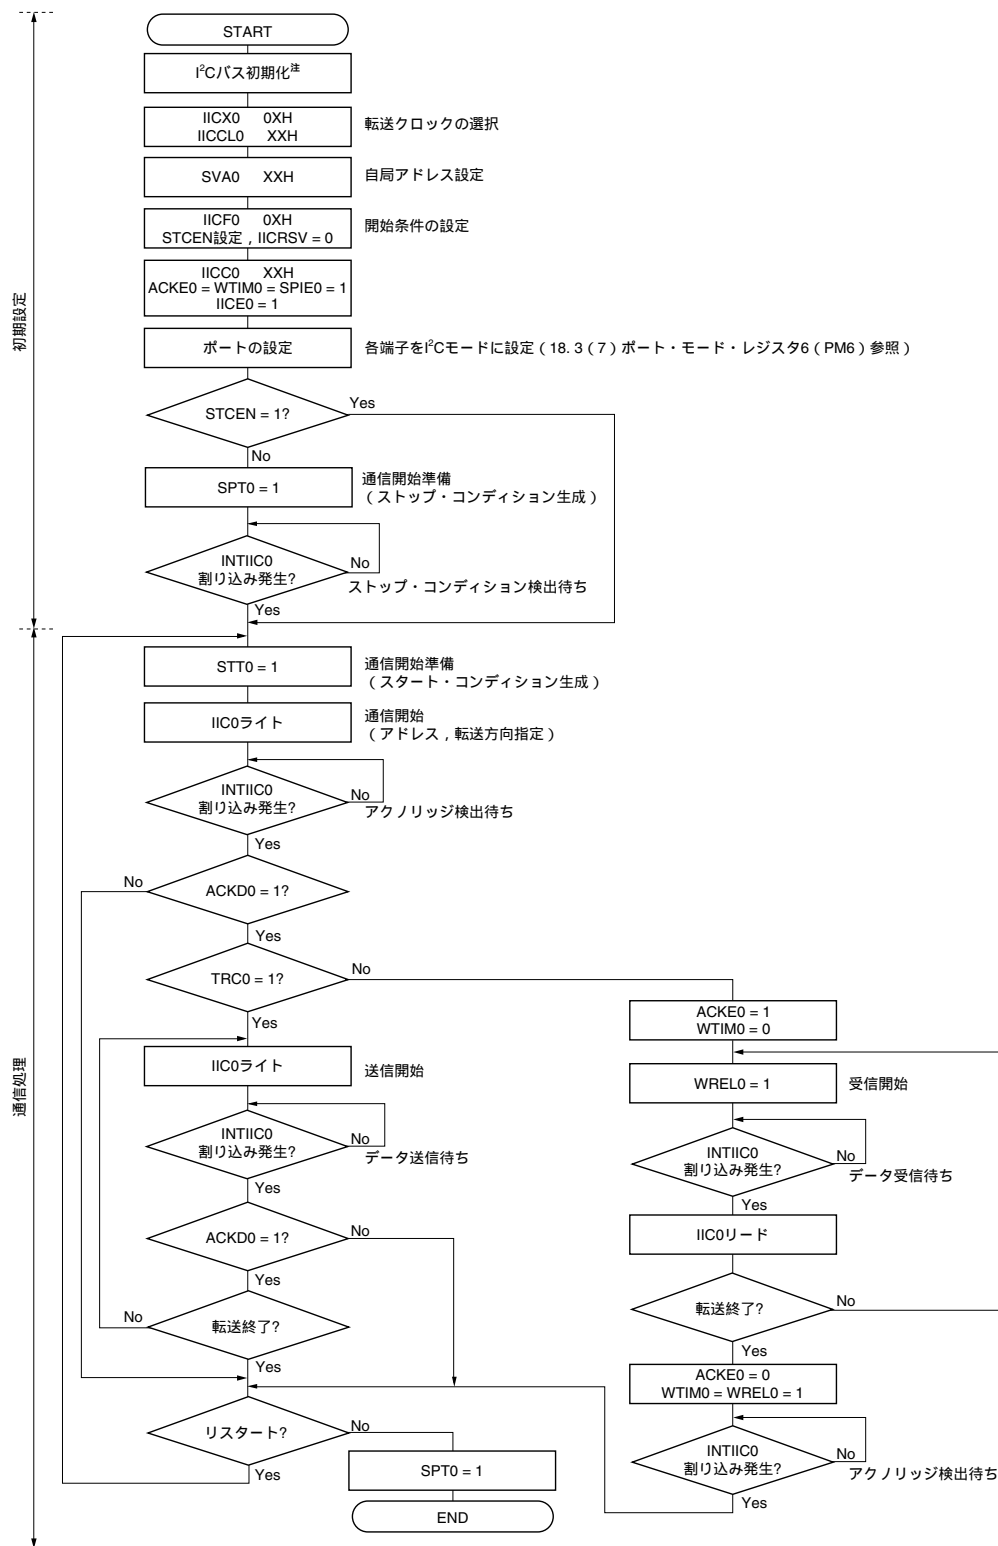 START
I²Cバス初期化注
IICX0 0XH
IICCL0 XXH
転送クロックの選択
SVA0 XXH
自局アドレス設定
IICF0 0XH
STCEN設定，IICRSV = 0
開始条件の設定
IICC0 XXH
ACKE0 = WTIM0 = SPIE0 = 1
IICE0 = 1
初期設定
ポートの設定
各端子をI²Cモードに設定（18. 3（7）ポート・モード・レジスタ6（PM6）参照）
STCEN = 1?
Yes
No
SPT0 = 1
通信開始準備
（ストップ・コンディション生成）
INTIIC0
割り込み発生?
No
ストップ・コンディション検出待ち
Yes
STT0 = 1
通信開始準備
（スタート・コンディション生成）
IIC0ライト
通信開始
（アドレス，転送方向指定）
INTIIC0
割り込み発生?
No
アクノリッジ検出待ち
Yes
ACKD0 = 1?
No
Yes
TRC0 = 1?
No
Yes
ACKE0 = 1
WTIM0 = 0
通信処理
IIC0ライト
送信開始
WREL0 = 1
受信開始
INTIIC0
割り込み発生?
No
データ送信待ち
Yes
INTIIC0
割り込み発生?
No
データ受信待ち
Yes
ACKD0 = 1?
No
Yes
IIC0リード
転送終了?
No
Yes
転送終了?
No
Yes
ACKE0 = 0
WTIM0 = WREL0 = 1
リスタート?
No
Yes
INTIIC0
割り込み発生?
No
アクノリッジ検出待ち
Yes
SPT0 = 1
END